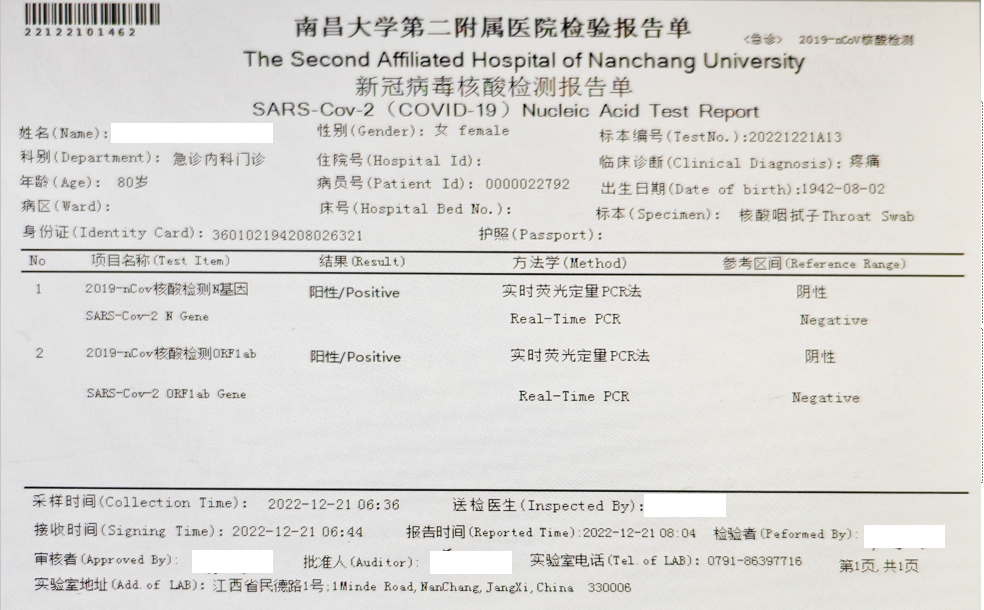 22122101462
南昌大学第二附属医院检验报告单
<急诊> 2019-nCoV核酸检测
The Second Affiliated Hospital of Nanchang University
新冠病毒核酸检测报告单
SARS-Cov-2（COVID-19）Nucleic Acid Test Report
姓名(Name): 性别(Gender): 女 female 标本编号(TestNo.):20221221A13
科别(Department): 急诊内科门诊 住院号(Hospital Id): 临床诊断(Clinical Diagnosis): 疼痛
年龄(Age): 80岁 病员号(Patient Id): 0000022792 出生日期(Date of birth):1942-08-02
病区(Ward): 床号(Hospital Bed No.): 标本(Specimen): 核酸咽拭子Throat Swab
身份证(Identity Card): 360102194208026321 护照(Passport):
No 项目名称(Test Item) 结果(Result) 方法学(Method) 参考区间(Reference Range)
1 2019-nCov核酸检测N基因 阳性/Positive 实时荧光定量PCR法 阴性
SARS-Cov-2 N Gene Real-Time PCR Negative
2 2019-nCov核酸检测ORF1ab 阳性/Positive 实时荧光定量PCR法 阴性
SARS-Cov-2 ORF1ab Gene Real-Time PCR Negative
采样时间(Collection Time): 2022-12-21 06:36 送检医生(Inspected By):
接收时间(Signing Time): 2022-12-21 06:44 报告时间(Reported Time):2022-12-21 08:04 检验者(Peformed By):
审核者(Approved By): 批准人(Auditor): 实验室电话(Tel.of LAB): 0791-86397716 第1页,共1页
实验室地址(Add.of LAB): 江西省民德路1号;1Minde Road,NanChang,JangXi,China 330006